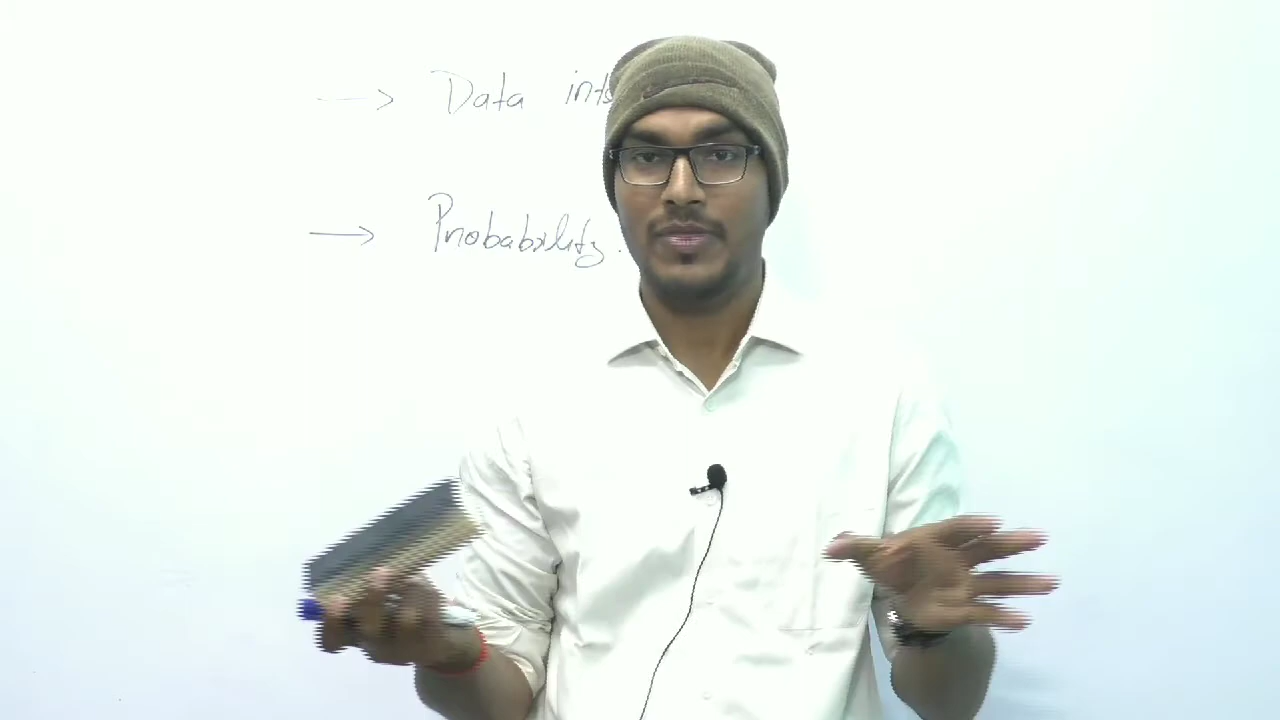 → Data
→ Probability.